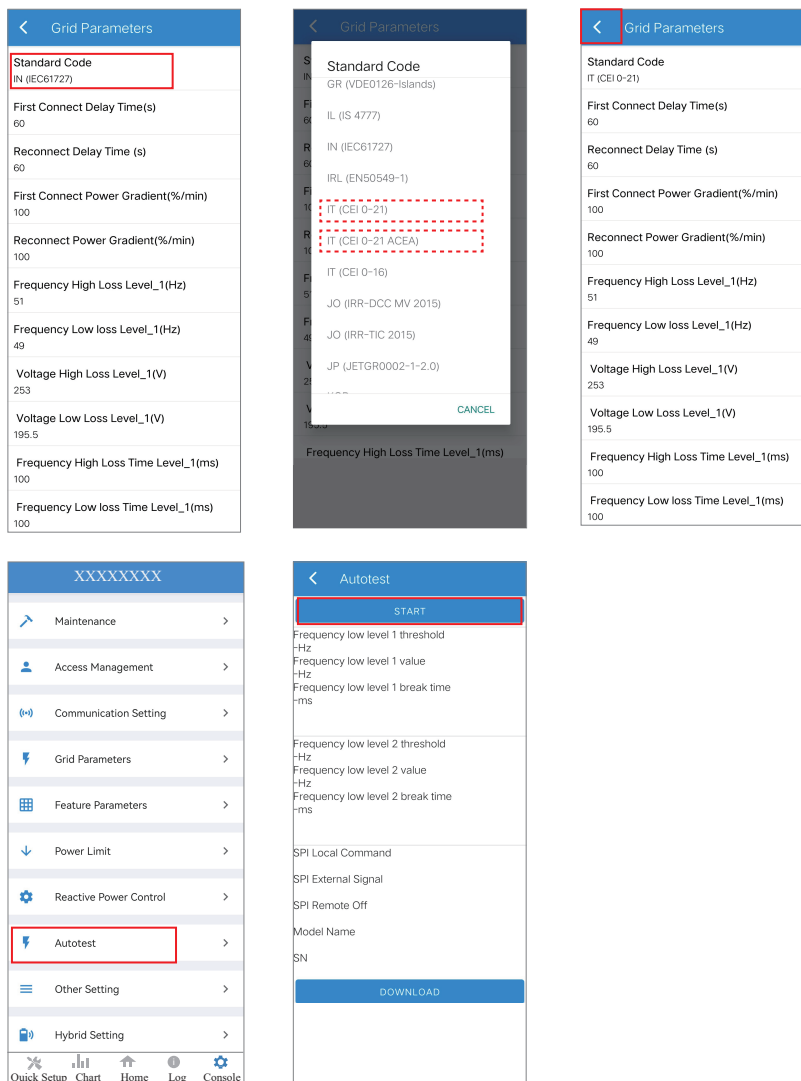 Grid Parameters
Standard Code
IN (IEC61727)
First Connect Delay Time(s)
60
Reconnect Delay Time (s)
60
First Connect Power Gradient(%/min)
100
Reconnect Power Gradient(%/min)
100
Frequency High Loss Level_1(Hz)
51
Frequency Low loss Level_1(Hz)
49
Voltage High Loss Level_1(V)
253
Voltage Low Loss Level_1(V)
195.5
Frequency High Loss Time Level_1(ms)
100
Frequency Low loss Time Level_1(ms)
100
Grid Parameters
Standard Code
GR (VDE0126-Islands)
IL (IS 4777)
IN (IEC61727)
IRL (EN50549-1)
IT (CEI 0-21)
IT (CEI 0-21 ACEA)
IT (CEI 0-16)
JO (IRR-DCC MV 2015)
JO (IRR-TIC 2015)
JP (JETGR0002-1-2.0)
CANCEL
195.5
Frequency High Loss Time Level_1(ms)
Grid Parameters
Standard Code
IT (CEI 0-21)
First Connect Delay Time(s)
60
Reconnect Delay Time (s)
60
First Connect Power Gradient(%/min)
100
Reconnect Power Gradient(%/min)
100
Frequency High Loss Level_1(Hz)
51
Frequency Low loss Level_1(Hz)
49
Voltage High Loss Level_1(V)
253
Voltage Low Loss Level_1(V)
195.5
Frequency High Loss Time Level_1(ms)
100
Frequency Low loss Time Level_1(ms)
100
XXXXXXXX
Maintenance
Access Management
Communication Setting
Grid Parameters
Feature Parameters
Power Limit
Reactive Power Control
Autotest
Other Setting
Hybrid Setting
Quick Setup Chart Home Log Console
Autotest
START
Frequency low level 1 threshold
-Hz
Frequency low level 1 value
-Hz
Frequency low level 1 break time
-ms
Frequency low level 2 threshold
-Hz
Frequency low level 2 value
-Hz
Frequency low level 2 break time
-ms
SPI Local Command
SPI External Signal
SPI Remote Off
Model Name
SN
DOWNLOAD